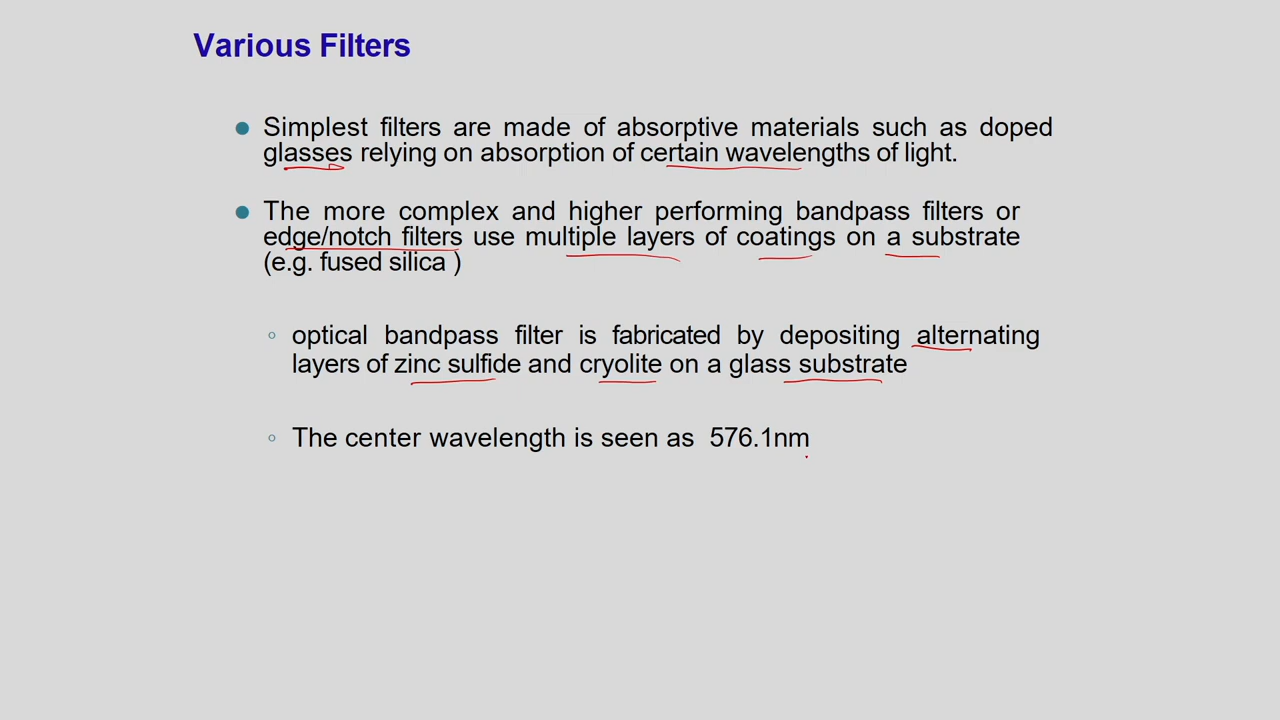 Various Filters
Simplest filters are made of absorptive materials such as doped
glasses relying on absorption of certain wavelengths of light.
The more complex and higher performing bandpass filters or
edge/notch filters use multiple layers of coatings on a substrate
(e.g. fused silica )
optical bandpass filter is fabricated by depositing alternating
layers of zinc sulfide and cryolite on a glass substrate
The center wavelength is seen as 576.1nm